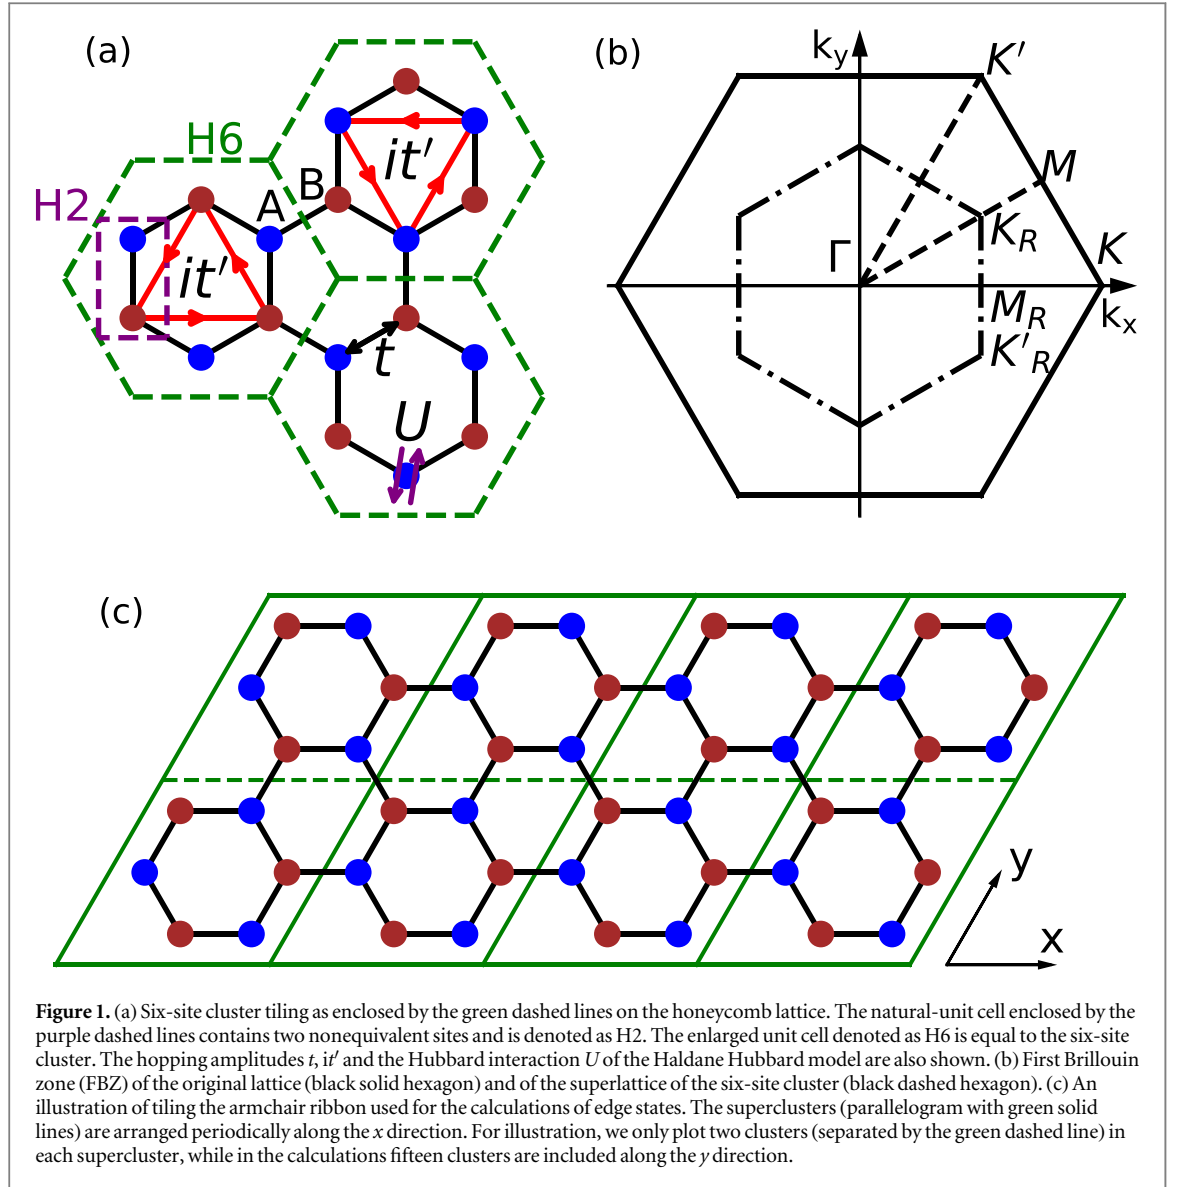 (a)
H6
H2
A
B
it′
it′
t
U
(b)
k_y
K′
M
K_R
Γ
K
M_R
k_x
K′_R
(c)
y
x
Figure 1. (a) Six-site cluster tiling as enclosed by the green dashed lines on the honeycomb lattice. The natural-unit cell enclosed by the
purple dashed lines contains two nonequivalent sites and is denoted as H2. The enlarged unit cell denoted as H6 is equal to the six-site
cluster. The hopping amplitudes t, it′ and the Hubbard interaction U of the Haldane Hubbard model are also shown. (b) First Brillouin
zone (FBZ) of the original lattice (black solid hexagon) and of the superlattice of the six-site cluster (black dashed hexagon). (c) An
illustration of tiling the armchair ribbon used for the calculations of edge states. The superclusters (parallelogram with green solid
lines) are arranged periodically along the x direction. For illustration, we only plot two clusters (separated by the green dashed line) in
each supercluster, while in the calculations fifteen clusters are included along the y direction.